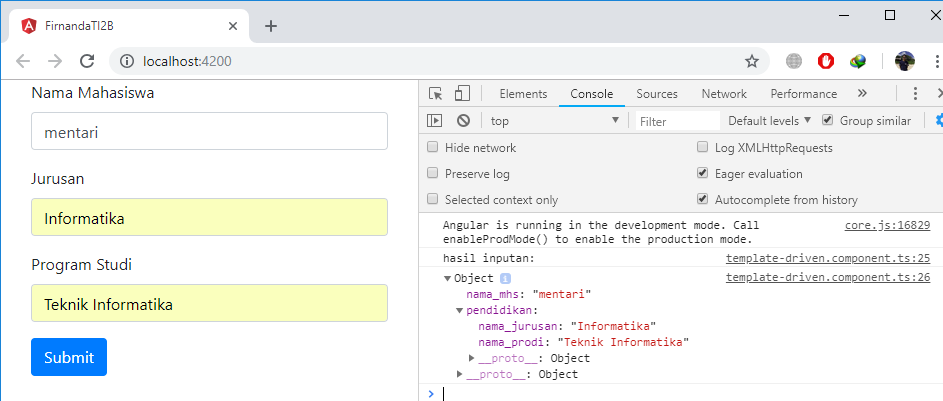 FirnandaTI2B
localhost:4200
Nama Mahasiswa
mentari
Jurusan
Informatika
Program Studi
Teknik Informatika
Submit
Elements Console Sources Network Performance »
top Filter Default levels Group similar
Hide network Log XMLHttpRequests
Preserve log Eager evaluation
Selected context only Autocomplete from history
Angular is running in the development mode. Call core.js:16829
enableProdMode() to enable the production mode.
hasil inputan: template-driven.component.ts:25
▼Object i template-driven.component.ts:26
nama_mhs: "mentari"
▼pendidikan:
nama_jurusan: "Informatika"
nama_prodi: "Teknik Informatika"
▶__proto__: Object
▶__proto__: Object
>